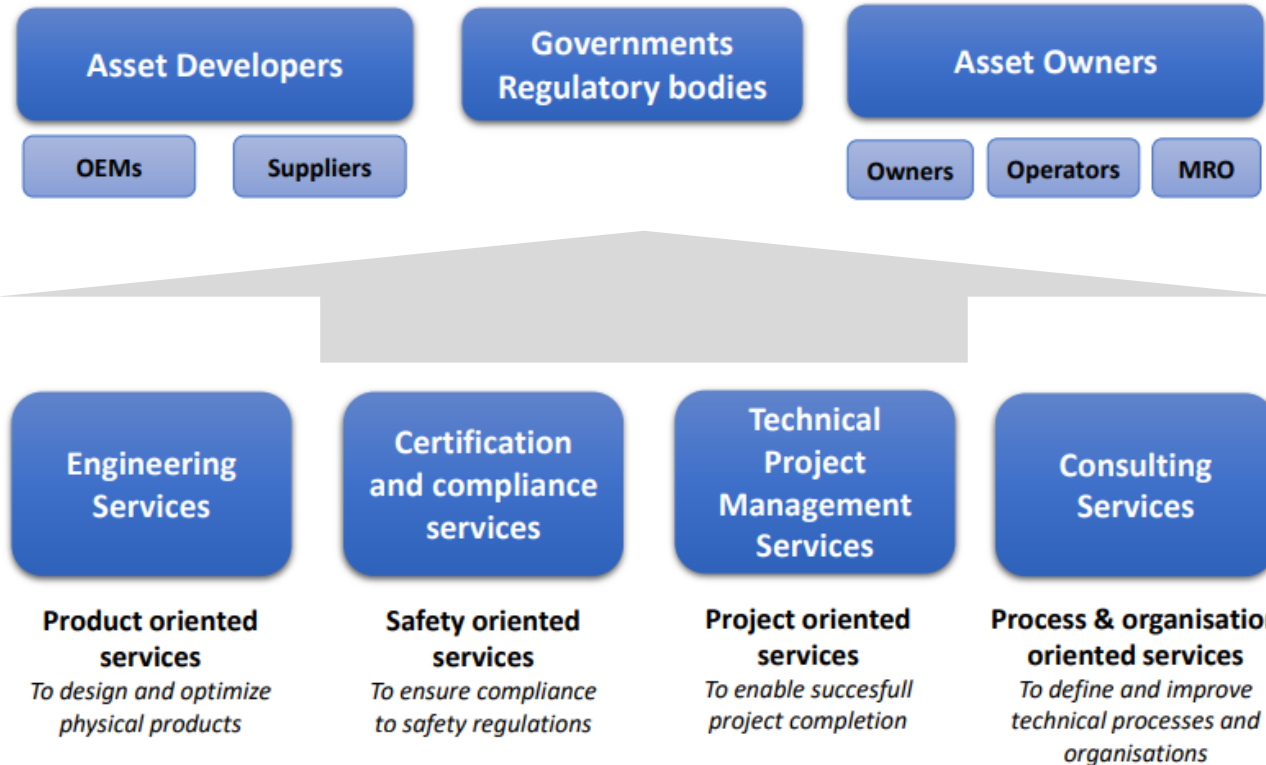 Asset Developers
Governments
Regulatory bodies
Asset Owners
OEMs
Suppliers
Owners
Operators
MRO
Engineering
Services
Certification
and compliance
services
Technical
Project
Management
Services
Consulting
Services
Product oriented
services
To design and optimize
physical products
Safety oriented
services
To ensure compliance
to safety regulations
Project oriented
services
To enable succesfull
project completion
Process & organisation
oriented services
To define and improve
technical processes and
organisations